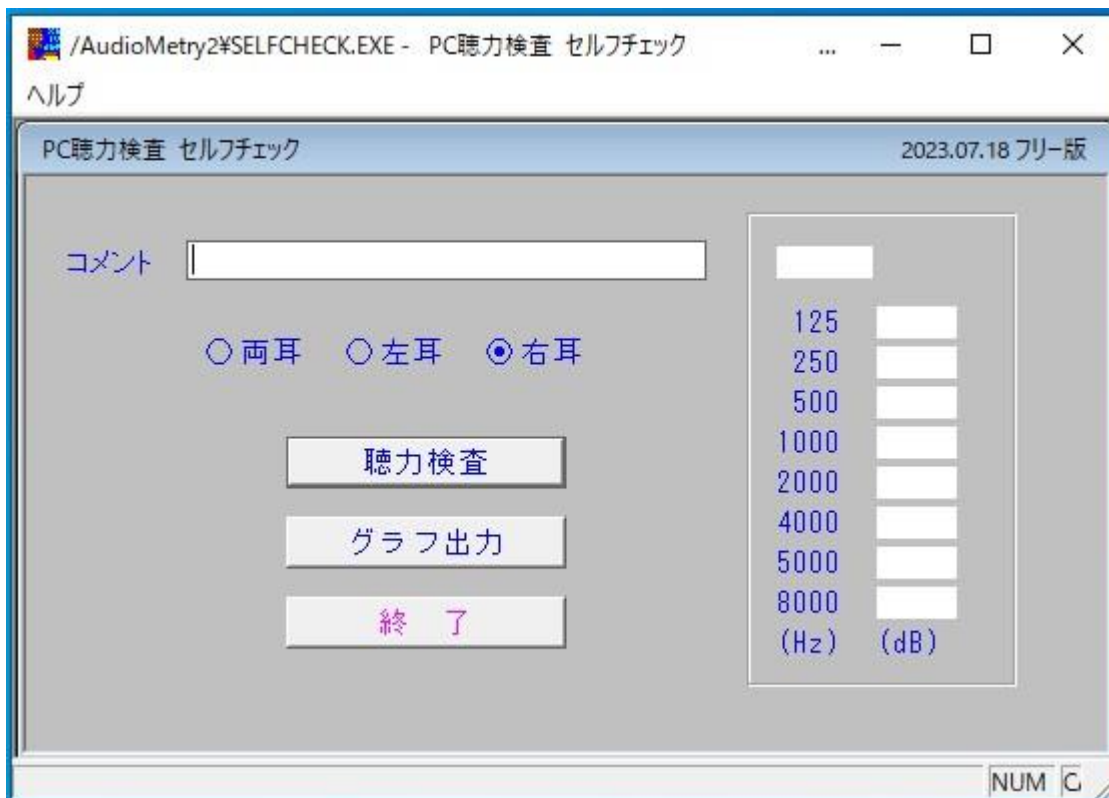 /AudioMetry2¥SELFCHECK.EXE - PC聴力検査 セルフチェック ...
ヘルプ
PC聴力検査 セルフチェック 2023.07.18 フリー版
コメント
両耳 左耳 右耳
聴力検査
グラフ出力
終 了
125
250
500
1000
2000
4000
5000
8000
(Hz) (dB)
NUM